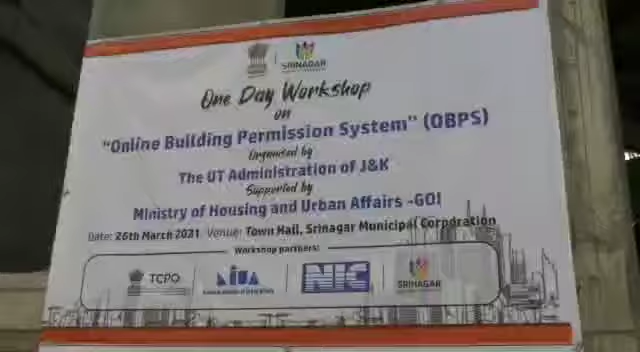 SRINAGAR
One Day Workshop
on
"Online Building Permission System" (OBPS)
Organised by
The UT Administration of J&K
Supported by
Ministry of Housing and Urban Affairs -GOI
Date: 26th March 2021 Venue: Town Hall, Srinagar Municipal Corporation
Workshop partners:
TCPO NIUA NIC SRINAGAR